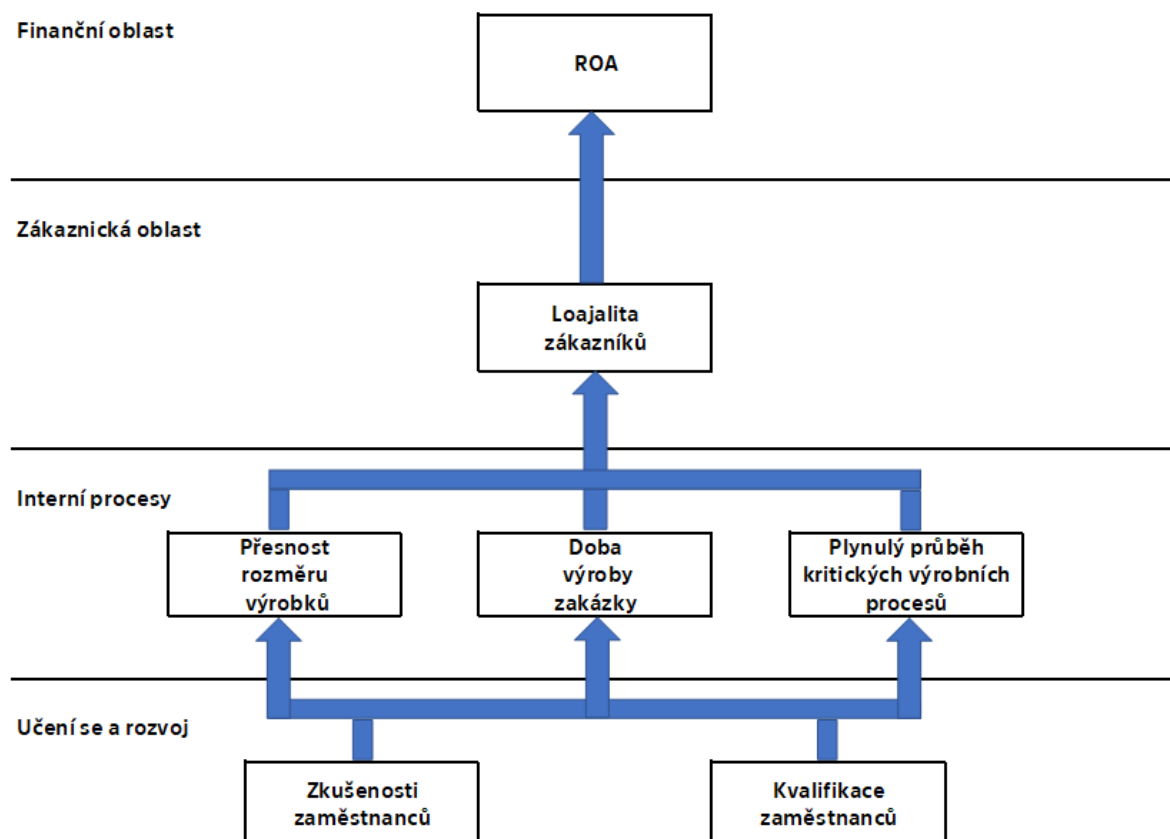 Finanční oblast
ROA
Zákaznická oblast
Loajalita
zákazníků
Interní procesy
Přesnost
rozměru
výrobků
Doba
výroby
zakázky
Plynulý průběh
kritických výrobních
procesů
Učení se a rozvoj
Zkušenosti
zaměstnanců
Kvalifikace
zaměstnanců